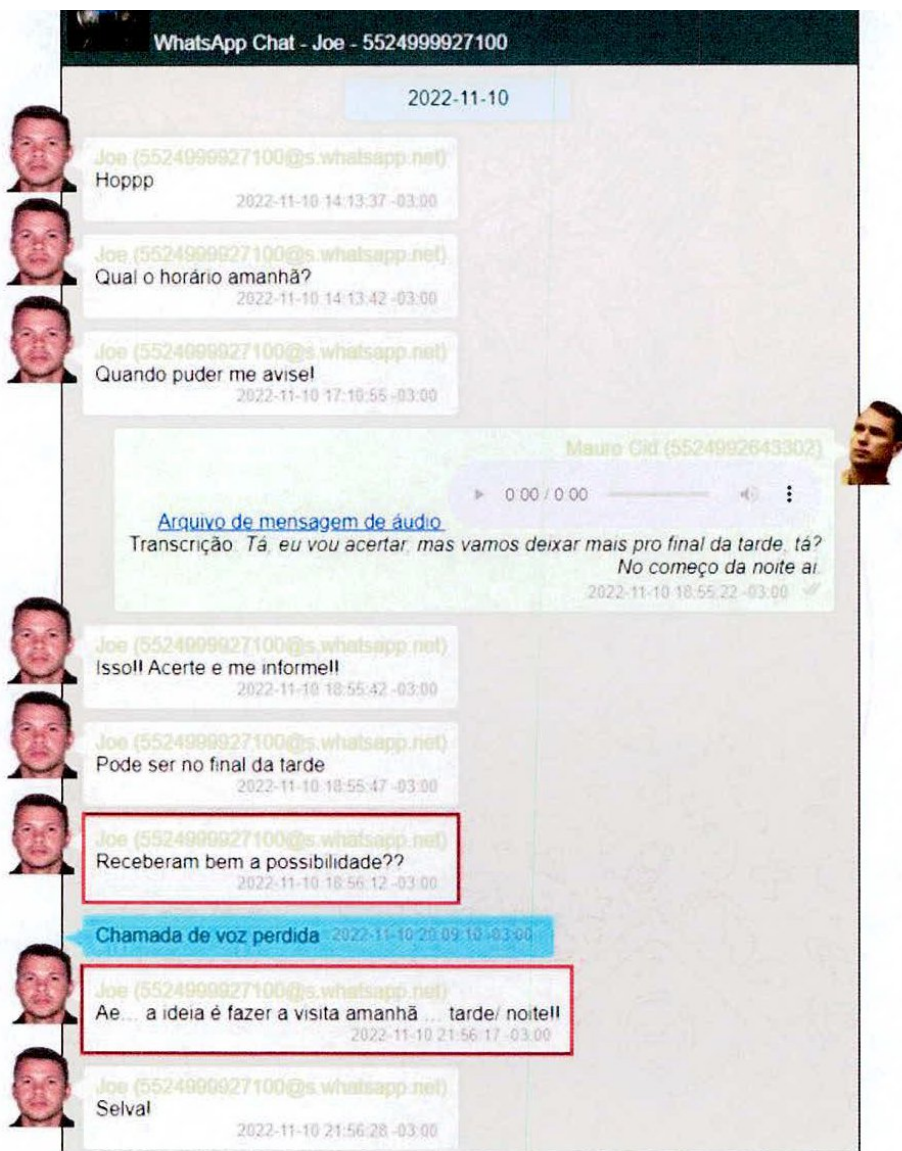 WhatsApp Chat - Joe - 5524999927100
2022-11-10
Joe (5524999927100@s.whatsapp.net)
Hoppp
2022-11-10 14:13:37 -03:00
Joe (5524999927100@s.whatsapp.net)
Qual o horário amanhã?
2022-11-10 14:13:42 -03:00
Joe (5524999927100@s.whatsapp.net)
Quando puder me avise!
2022-11-10 17:10:55 -03:00
Mauro Cid (5524992643302)
0:00 / 0:00
Arquivo de mensagem de áudio
Transcrição: Tá, eu vou acertar, mas vamos deixar mais pro final da tarde, tá?
No começo da noite ai.
2022-11-10 18:55:22 -03:00
Joe (5524999927100@s.whatsapp.net)
Isso!! Acerte e me informe!!
2022-11-10 18:55:42 -03:00
Joe (5524999927100@s.whatsapp.net)
Pode ser no final da tarde
2022-11-10 18:55:47 -03:00
Joe (5524999927100@s.whatsapp.net)
Receberam bem a possibilidade??
2022-11-10 18:56:12 -03:00
Chamada de voz perdida 2022-11-10 20:09:10 -03:00
Joe (5524999927100@s.whatsapp.net)
Ae... a ideia é fazer a visita amanhã ... tarde/ noite!!
2022-11-10 21:56:17 -03:00
Joe (5524999927100@s.whatsapp.net)
Selva!
2022-11-10 21:56:28 -03:00